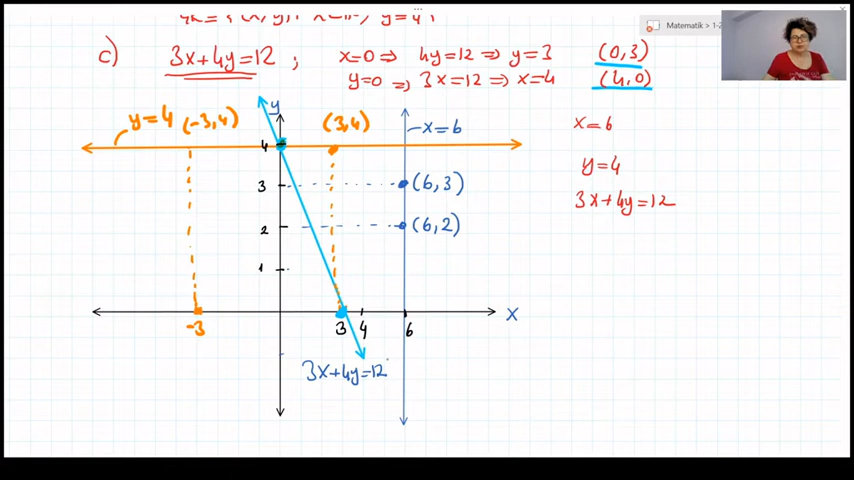 c) 3x+4y=12 ; x=0 ⇒ 4y=12 ⇒ y=3 (0,3)
y=0 ⇒ 3x=12 ⇒ x=4 (4,0)
Matematik > 1-2
y
y=4 (-3,4) (3,4) x=6
x=6
4
y=4
3 (6,3)
3x+4y=12
2 (6,2)
1
x
-3 3 4 6
3x+4y=12